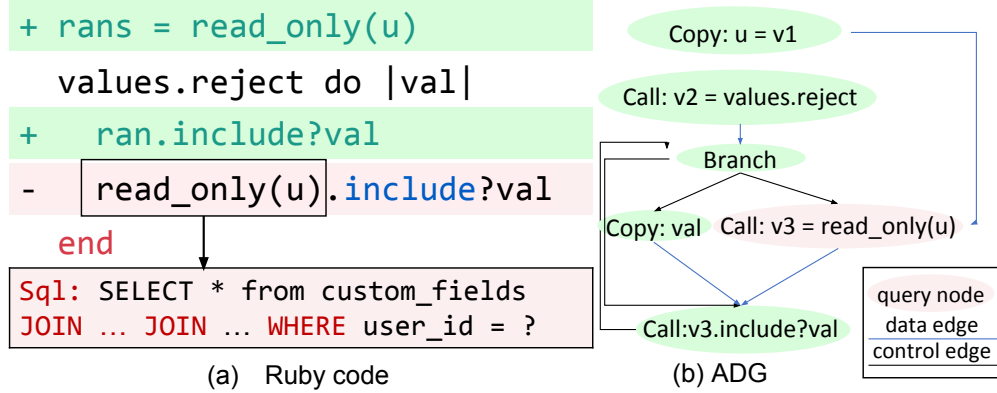 + rans = read_only(u)
values.reject do |val|
+ ran.include?val
- read_only(u).include?val
end
Sql: SELECT * from custom_fields
JOIN … JOIN … WHERE user_id = ?
(a) Ruby code
Copy: u = v1
Call: v2 = values.reject
Branch
Copy: val
Call: v3 = read_only(u)
Call:v3.include?val
query node
data edge
control edge
(b) ADG